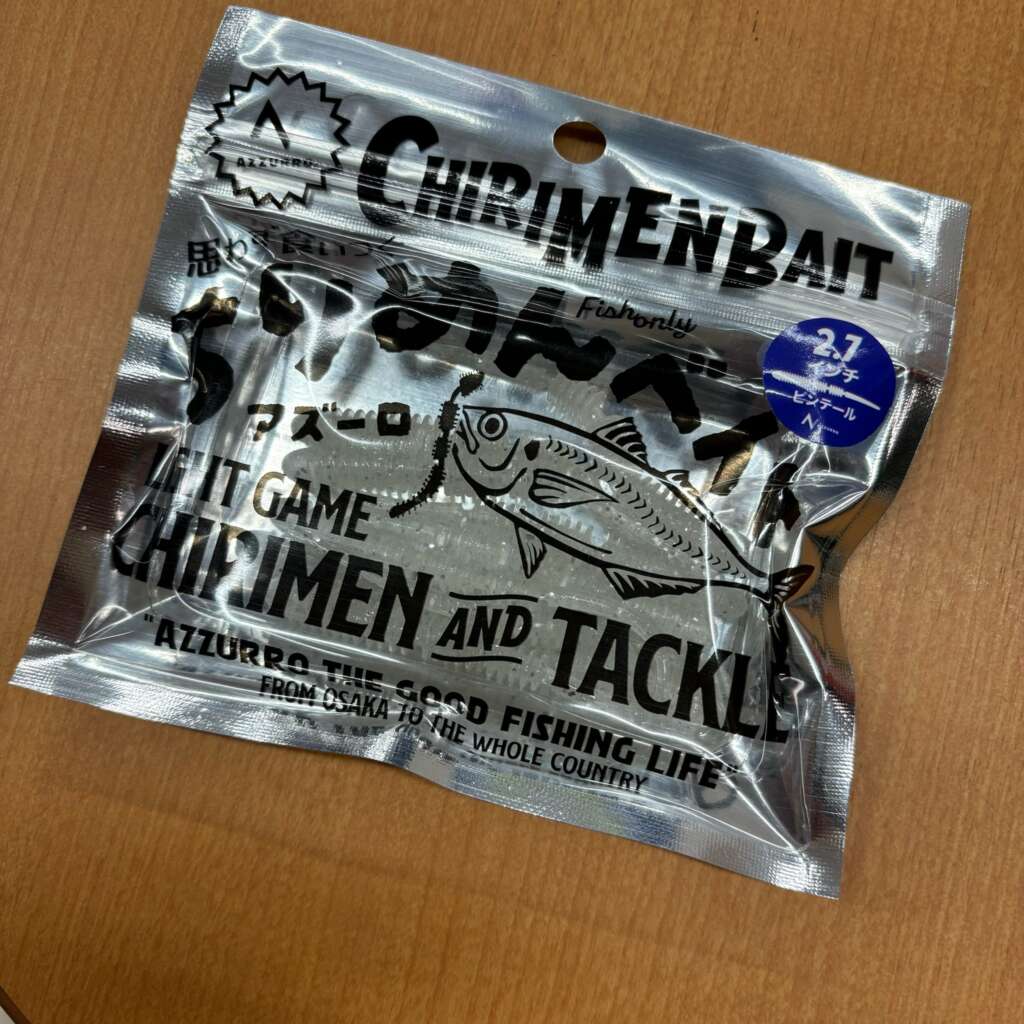 AZZURRO
CHIRIMENBAIT
思わず食いつく
ちりめんベイト
Fish only
2.7
インチ
ピンテール
アズーロ
LIGHT GAME
CHIRIMEN AND TACKLE
"AZZURRO THE GOOD FISHING LIFE"
FROM OSAKA TO THE WHOLE COUNTRY